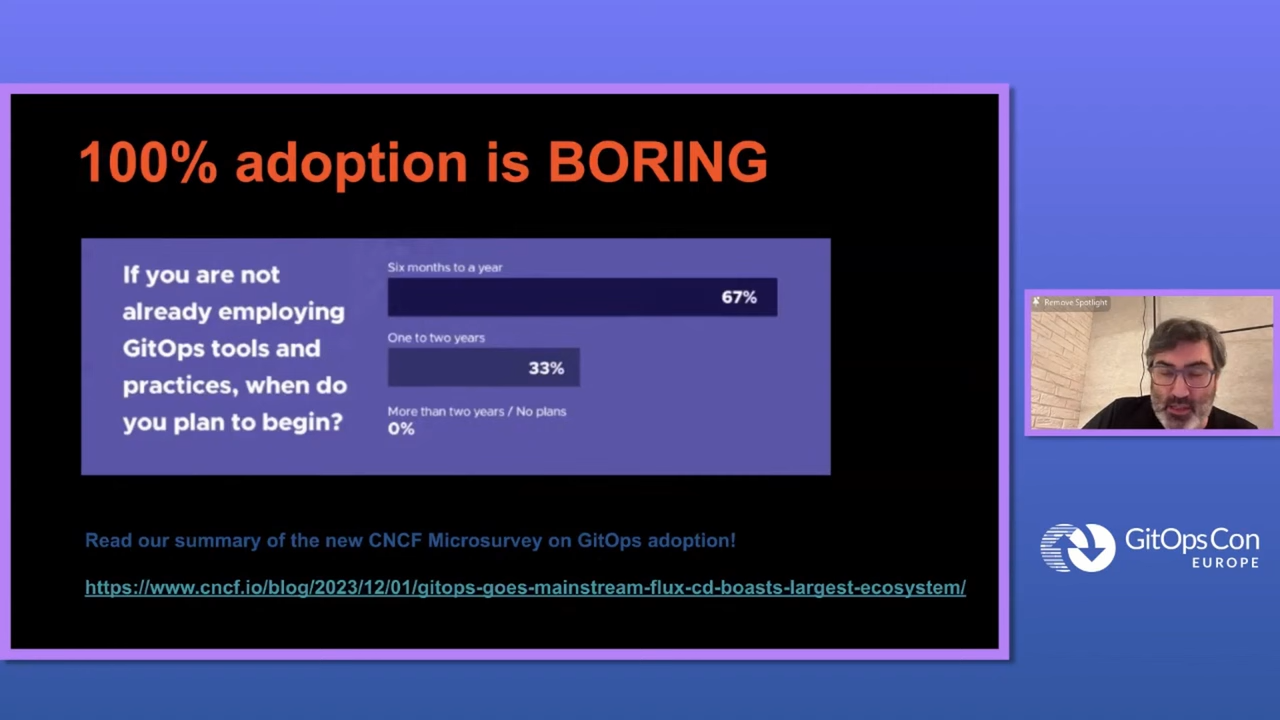 100% adoption is BORING
If you are not
already employing
GitOps tools and
practices, when do
you plan to begin?
Six months to a year
67%
One to two years
33%
More than two years / No plans
0%
Read our summary of the new CNCF Microsurvey on GitOps adoption!
https://www.cncf.io/blog/2023/12/01/gitops-goes-mainstream-flux-cd-boasts-largest-ecosystem/
Remove Spotlight
GitOpsCon
EUROPE